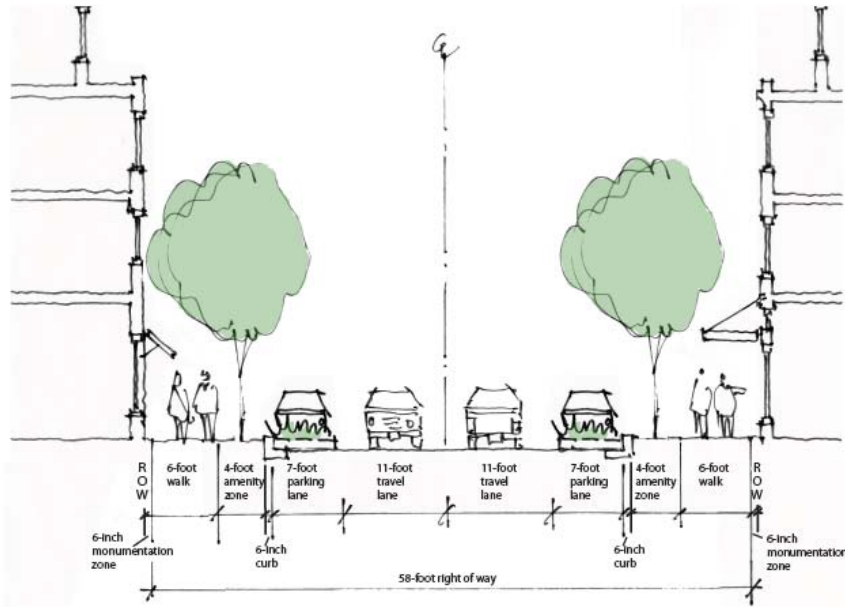 CL
R
O
W
6-foot
walk
4-foot
amenity
zone
7-foot
parking
lane
11-foot
travel
lane
11-foot
travel
lane
7-foot
parking
lane
4-foot
amenity
zone
6-foot
walk
R
O
W
6-inch
monumentation
zone
6-inch
curb
6-inch
curb
6-inch
monumentation
zone
58-foot right of way